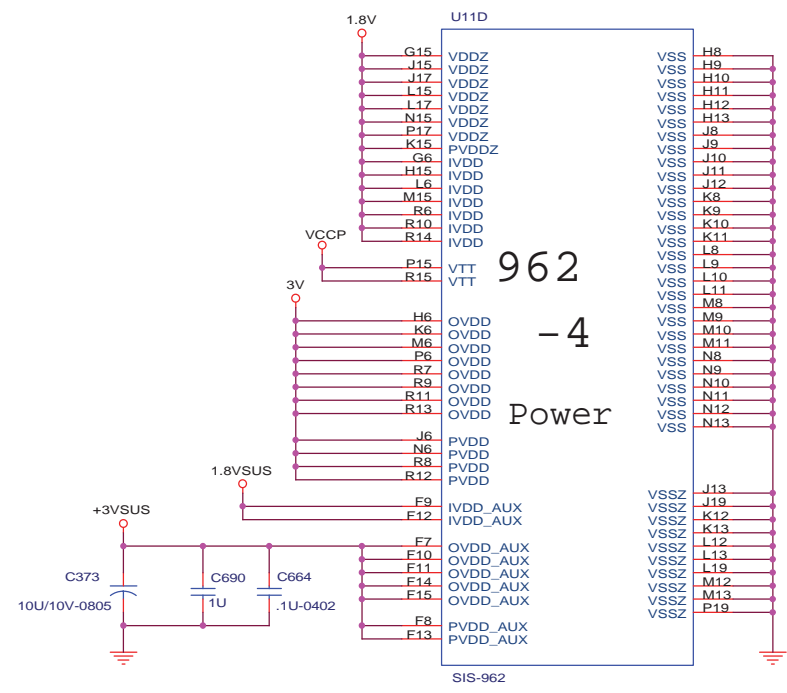 1.8V
U11D
G15 VDDZ VSS H8
J15 VDDZ VSS H9
J17 VDDZ VSS H10
L15 VDDZ VSS H11
L17 VDDZ VSS H12
N15 VDDZ VSS H13
P17 VDDZ VSS J8
K15 PVDDZ VSS J9
G6 IVDD VSS J10
H15 IVDD VSS J11
L6 IVDD VSS J12
M15 IVDD VSS K8
R6 IVDD VSS K9
R10 IVDD VSS K10
R14 IVDD VSS K11
VCCP
VSS L8
P15 VTT VSS L9
R15 VTT VSS L10
962
3V
VSS L11
VSS M8
H6 OVDD VSS M9
K6 OVDD VSS M10
-4
M6 OVDD VSS M11
P6 OVDD VSS N8
R7 OVDD VSS N9
R9 OVDD VSS N10
R11 OVDD VSS N11
R13 OVDD VSS N12
Power
VSS N13
J6 PVDD
N6 PVDD
R8 PVDD
R12 PVDD
1.8VSUS
VSSZ J13
F9 IVDD_AUX VSSZ J19
+3VSUS
F12 IVDD_AUX VSSZ K12
VSSZ K13
F7 OVDD_AUX VSSZ L12
F10 OVDD_AUX VSSZ L13
F11 OVDD_AUX VSSZ L19
F14 OVDD_AUX VSSZ M12
F15 OVDD_AUX VSSZ M13
VSSZ P19
C373
10U/10V-0805
C690
1U
C664
.1U-0402
F8 PVDD_AUX
F13 PVDD_AUX
SIS-962